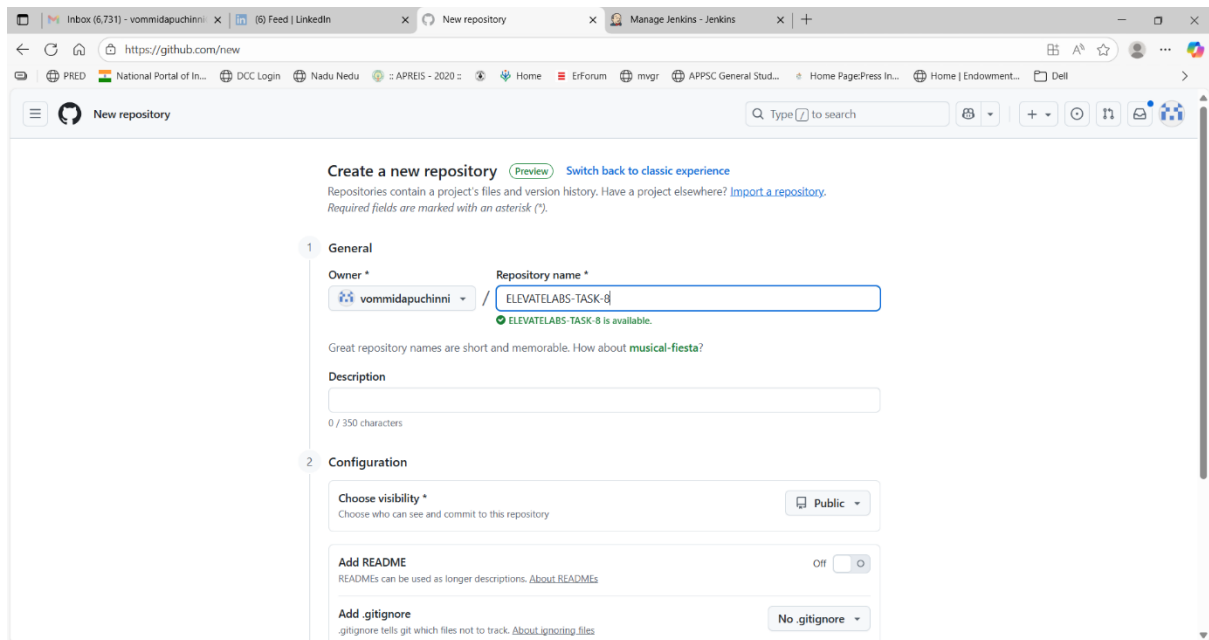 Inbox (6,731) - vommidapuchinni
(6) Feed | LinkedIn
New repository
Manage Jenkins - Jenkins
https://github.com/new
PRED
National Portal of In...
DCC Login
Nadu Nedu
:: APREIS - 2020 ::
Home
ErForum
mvgr
APPSC General Stud...
Home Page:Press In...
Home | Endowment...
Dell
New repository
Type / to search
Create a new repository Preview Switch back to classic experience
Repositories contain a project's files and version history. Have a project elsewhere? Import a repository.
Required fields are marked with an asterisk (*).
1 General
Owner * Repository name *
vommidapuchinni / ELEVATELABS-TASK-8
ELEVATELABS-TASK-8 is available.
Great repository names are short and memorable. How about musical-fiesta?
Description
0 / 350 characters
2 Configuration
Choose visibility *
Choose who can see and commit to this repository
Public
Add README
READMEs can be used as longer descriptions. About READMEs
Off
Add .gitignore
.gitignore tells git which files not to track. About ignoring files
No .gitignore